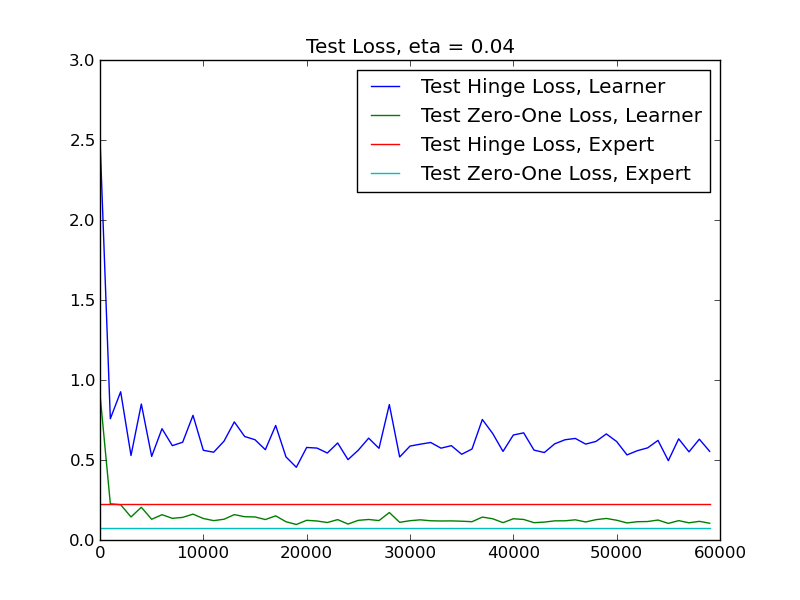 Test Loss, eta = 0.04
3.0
2.5
2.0
1.5
1.0
0.5
0.0
Test Hinge Loss, Learner
Test Zero-One Loss, Learner
Test Hinge Loss, Expert
Test Zero-One Loss, Expert
0 10000 20000 30000 40000 50000 60000